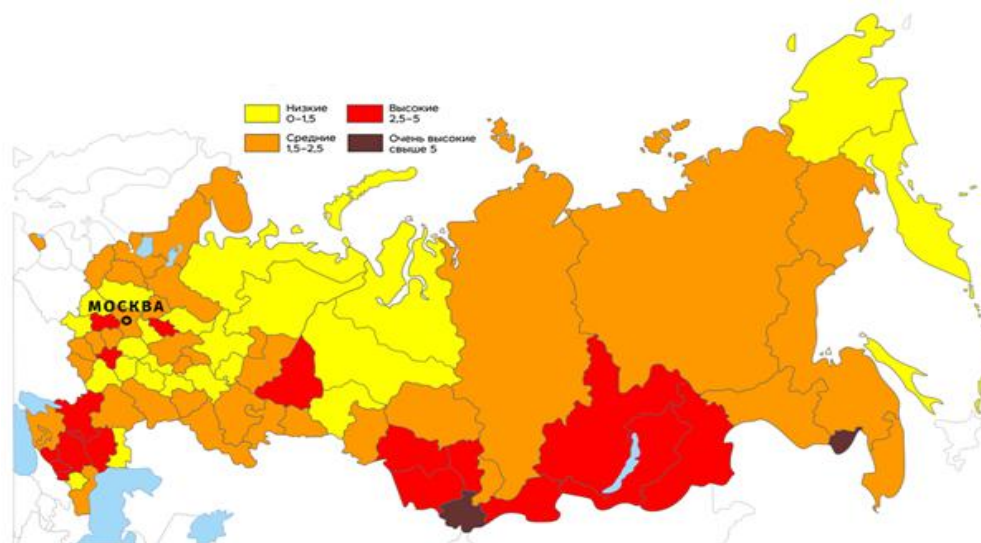 Низкие
0–1,5
Высокие
2,5–5
Средние
1,5–2,5
Очень высокие
свыше 5
МОСКВА